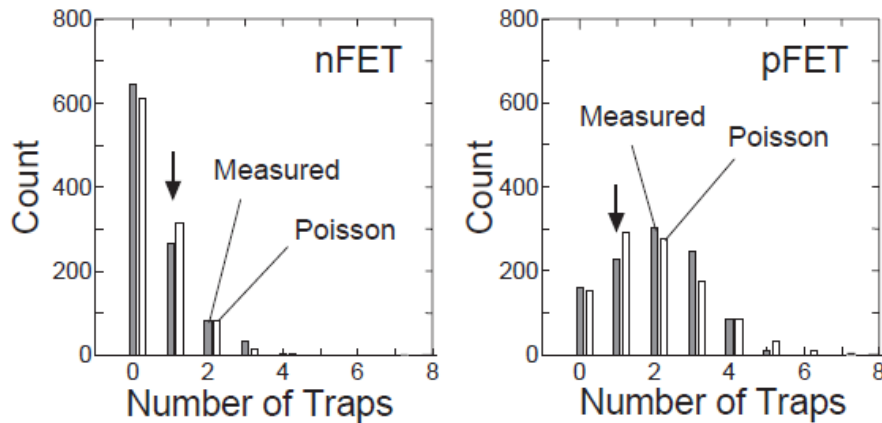 800
nFET
600
Count
400
Measured
Poisson
200
0
0 2 4 6 8
Number of Traps
800
pFET
600
Measured
Poisson
Count
400
200
0
0 2 4 6 8
Number of Traps